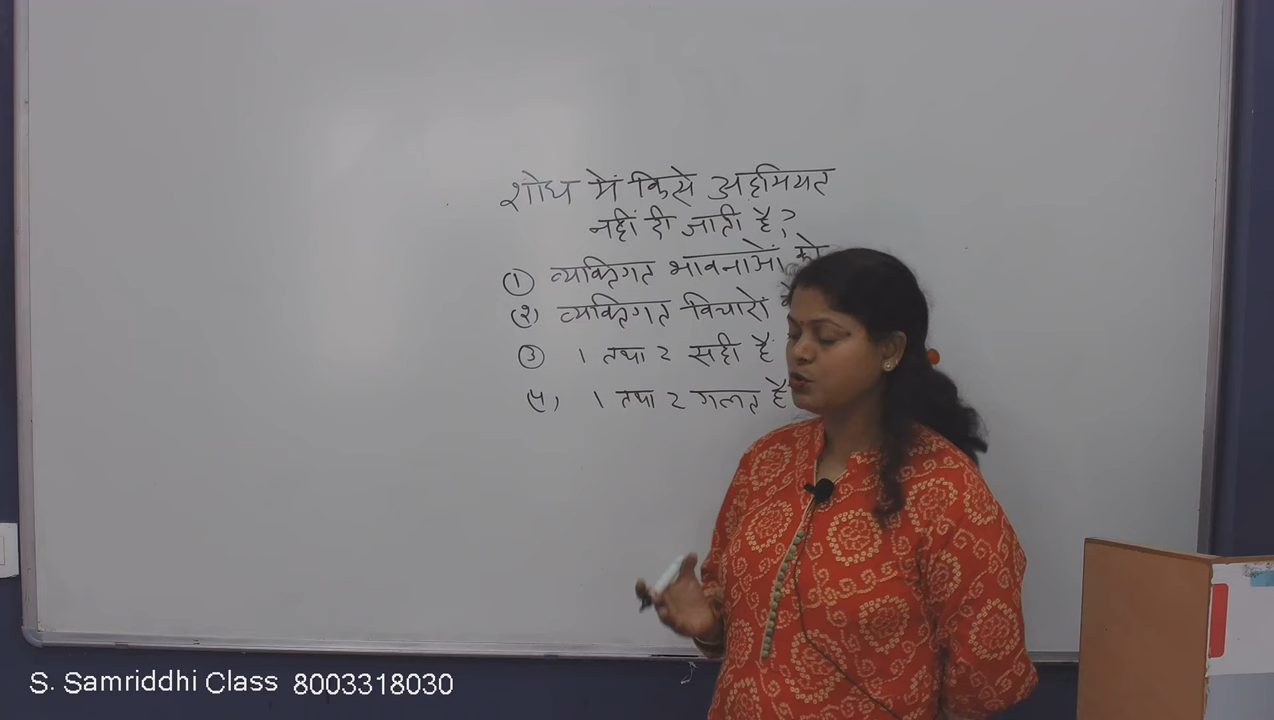 शोध में किसे अहमियत
नहीं दी जाती है?
① व्यक्तिगत भावनाओं को
(२) व्यक्तिगत विचारों
③ 1 तथा 2 सही है
(4) 1 तथा 2 गलत है
S. Samriddhi Class 8003318030